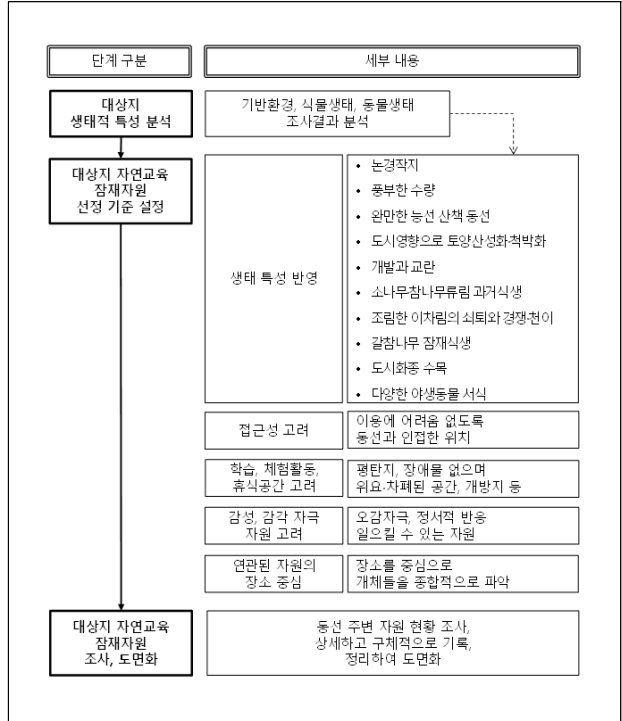 단계 구분
세부 내용
대상지
생태적 특성 분석
기반환경, 식물생태, 동물생태
조사결과 분석
대상지 자연교육
잠재자원
선정 기준 설정
생태 특성 반영
• 논경작지
• 풍부한 수량
• 완만한 능선 산책 동선
• 도시영향으로 토양산성화·척박화
• 개발과 교란
• 소나무·참나무류림 과거식생
• 조림한 이차림의 쇠퇴와 경쟁·천이
• 갈참나무 잠재식생
• 도시화종 수목
• 다양한 야생동물 서식
접근성 고려
이용에 어려움 없도록
동선과 인접한 위치
학습, 체험활동,
휴식공간 고려
평탄지, 장애물 없으며
위요·차폐된 공간, 개방지 등
감성, 감각 자극
자원 고려
오감자극, 정서적 반응
일으킬 수 있는 자원
연관된 자원의
장소 중심
장소를 중심으로
개체들을 종합적으로 파악
대상지 자연교육
잠재자원
조사, 도면화
동선 주변 자원 현황 조사,
상세하고 구체적으로 기록,
정리하여 도면화